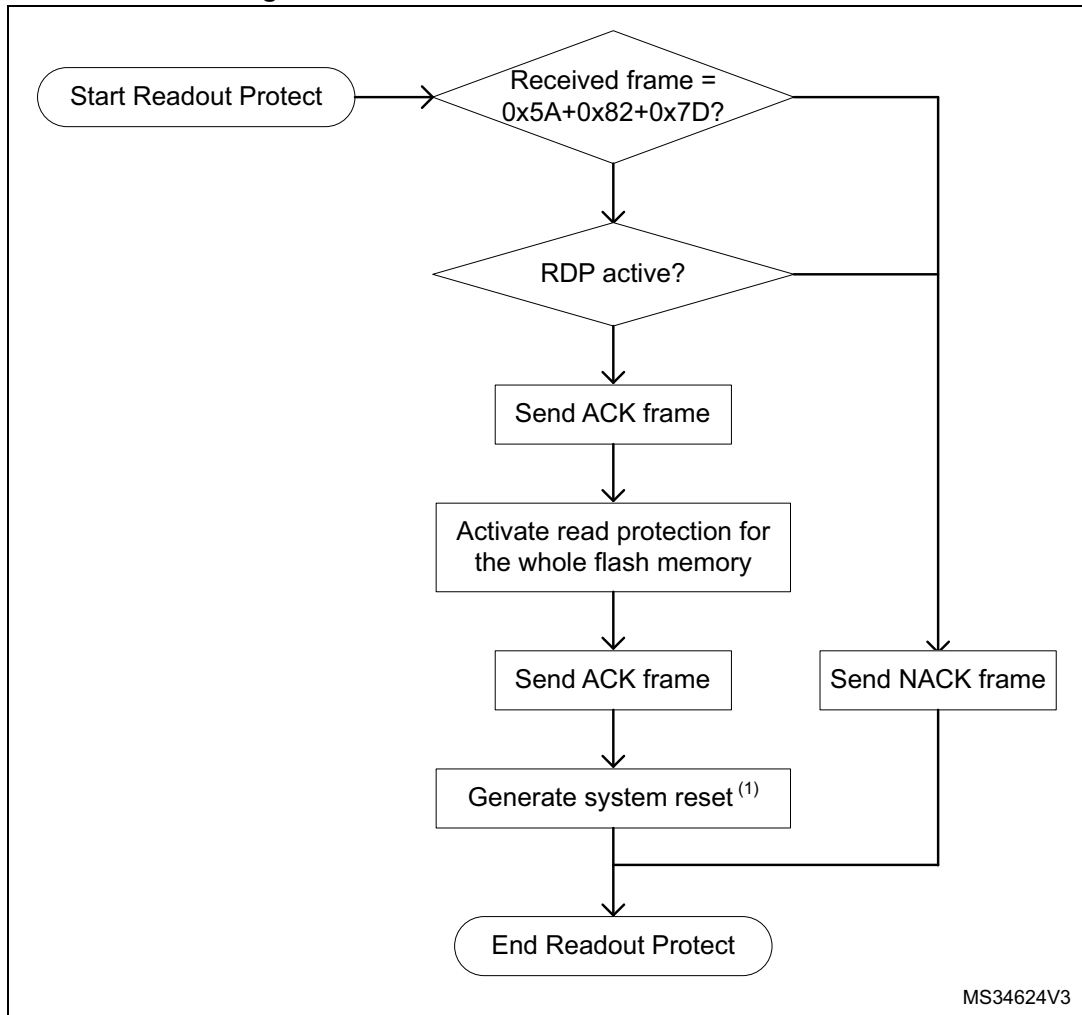 Start Readout Protect
Received frame =
0x5A+0x82+0x7D?
RDP active?
Send ACK frame
Activate read protection for
the whole flash memory
Send ACK frame
Send NACK frame
Generate system reset (1)
End Readout Protect
MS34624V3